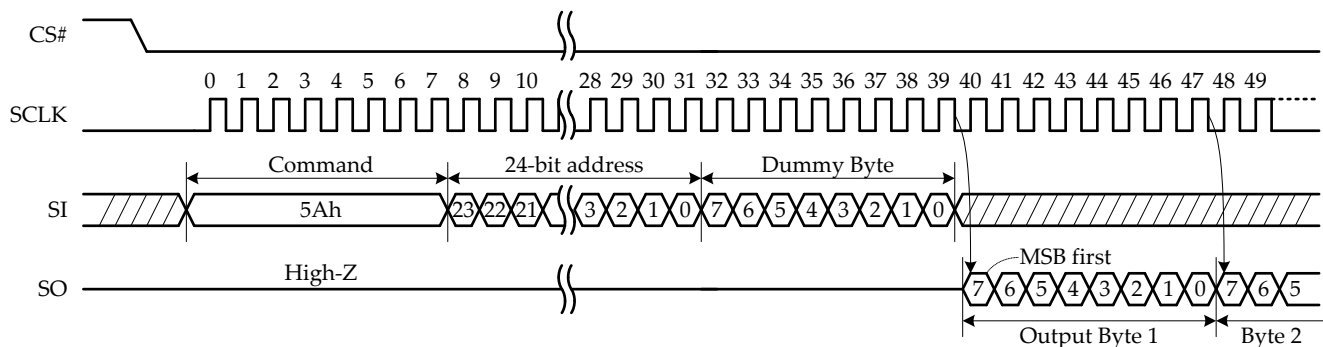 CS#
0 1 2 3 4 5 6 7 8 9 10 28 29 30 31 32 33 34 35 36 37 38 39 40 41 42 43 44 45 46 47 48 49
SCLK
Command 24-bit address Dummy Byte
SI 5Ah 23 22 21 3 2 1 0 7 6 5 4 3 2 1 0
High-Z MSB first
SO 7 6 5 4 3 2 1 0 7 6 5
Output Byte 1 Byte 2